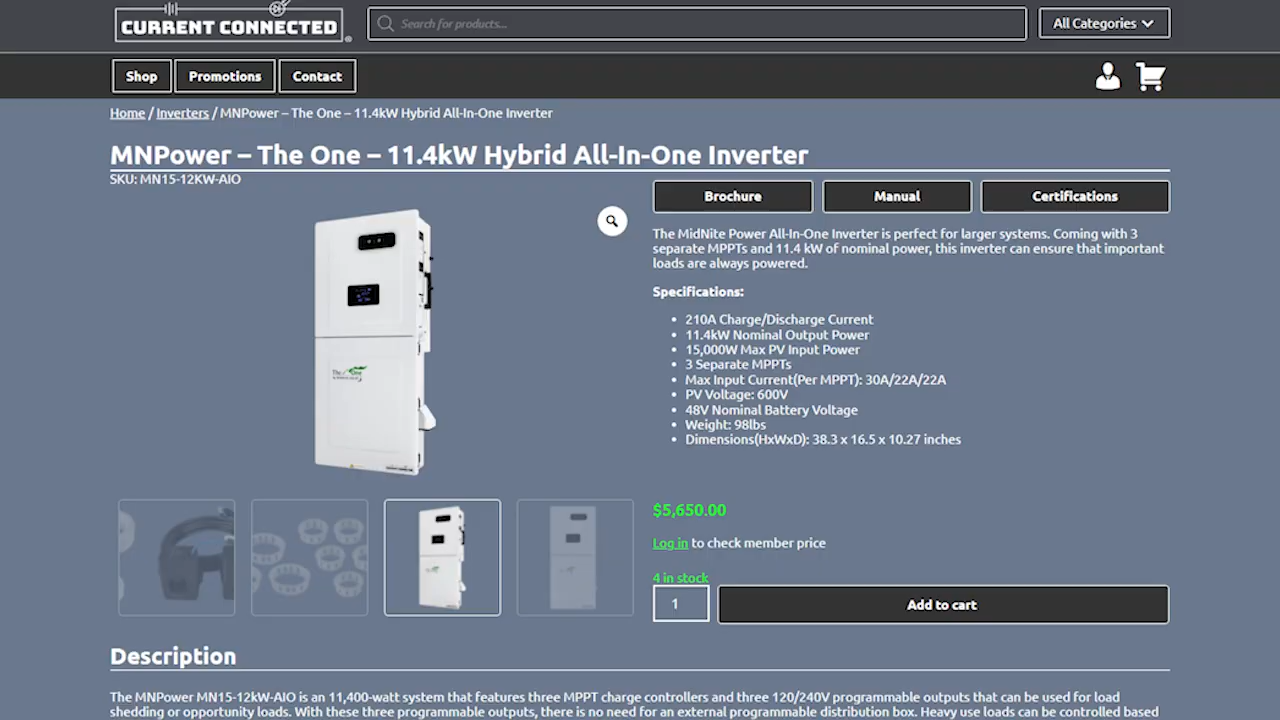 CURRENT CONNECTED
Search for products...
All Categories
Shop
Promotions
Contact
Home / Inverters / MNPower – The One – 11.4kW Hybrid All-In-One Inverter
MNPower – The One – 11.4kW Hybrid All-In-One Inverter
SKU: MN15-12KW-AIO
Brochure
Manual
Certifications
The MidNite Power All-In-One Inverter is perfect for larger systems. Coming with 3
separate MPPTs and 11.4 kW of nominal power, this inverter can ensure that important
loads are always powered.
Specifications:
• 210A Charge/Discharge Current
• 11.4kW Nominal Output Power
• 15,000W Max PV Input Power
• 3 Separate MPPTs
• Max Input Current(Per MPPT): 30A/22A/22A
• PV Voltage: 600V
• 48V Nominal Battery Voltage
• Weight: 98lbs
• Dimensions(HxWxD): 38.3 x 16.5 x 10.27 inches
The One
$5,650.00
Log in to check member price
4 in stock
1
Add to cart
Description
The MNPower MN15-12kW-AIO is an 11,400-watt system that features three MPPT charge controllers and three 120/240V programmable outputs that can be used for load
shedding or opportunity loads. With these three programmable outputs, there is no need for an external programmable distribution box. Heavy use loads can be controlled based